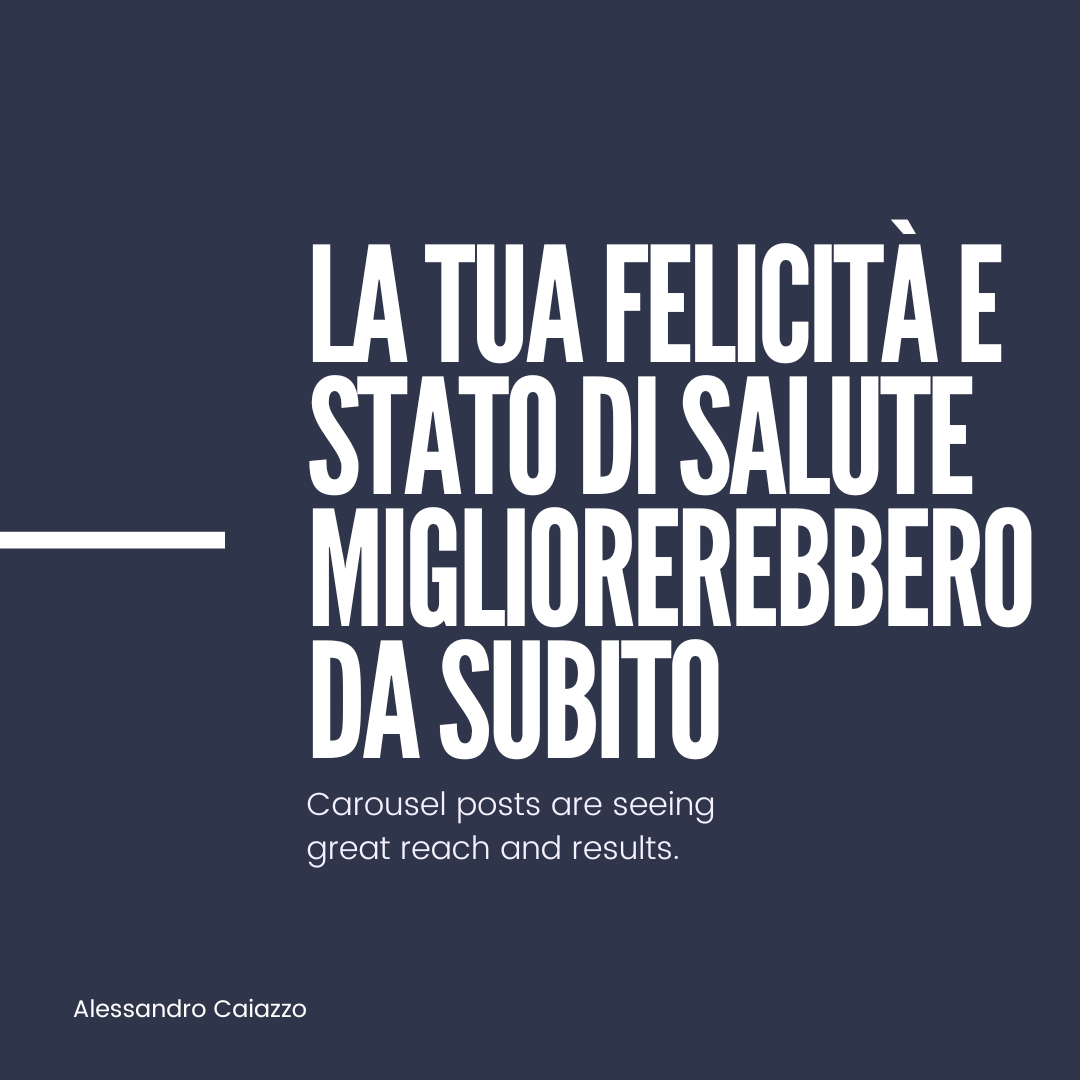 LA TUA FELICITÀ E
STATO DI SALUTE
MIGLIOREREBBERO
DA SUBITO
Carousel posts are seeing
great reach and results.
Alessandro Caiazzo